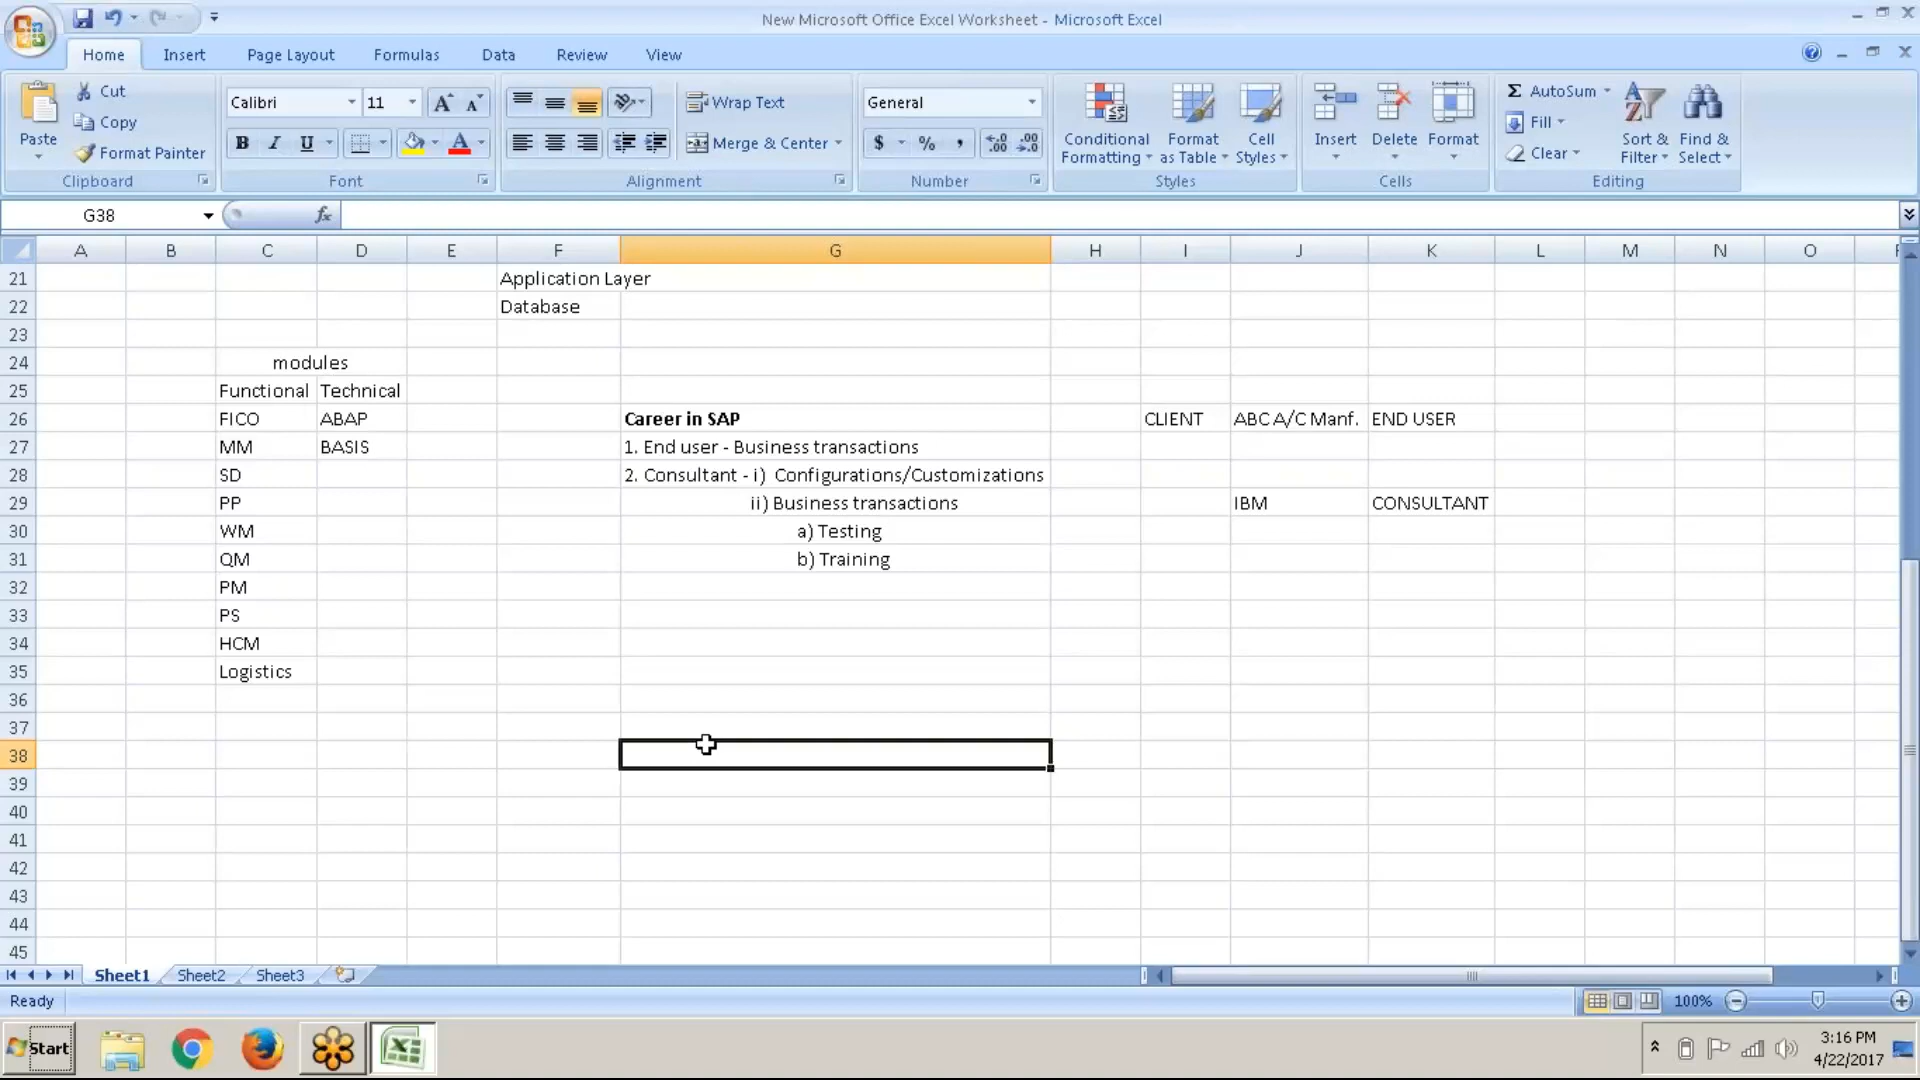 New Microsoft Office Excel Worksheet - Microsoft Excel
Home Insert Page Layout Formulas Data Review View
Paste
Cut
Copy
Format Painter
Clipboard
Calibri 11
B I U
Font
Wrap Text
Merge & Center
Alignment
General
$ % ,
Number
Conditional Formatting
Format as Table
Cell Styles
Styles
Insert Delete Format
Cells
Σ AutoSum
Fill
Clear
Sort & Filter
Find & Select
Editing
G38 fx
A B C D E F G H I J K L M N O
21 Application Layer
22 Database
23
24 modules
25 Functional Technical
26 FICO ABAP Career in SAP CLIENT ABC A/C Manf. END USER
27 MM BASIS 1. End user - Business transactions
28 SD 2. Consultant - i) Configurations/Customizations
29 PP ii) Business transactions IBM CONSULTANT
30 WM a) Testing
31 QM b) Training
32 PM
33 PS
34 HCM
35 Logistics
36
37
38
39
40
41
42
43
44
45
Sheet1 Sheet2 Sheet3
Ready 100%
Start 3:16 PM
4/22/2017